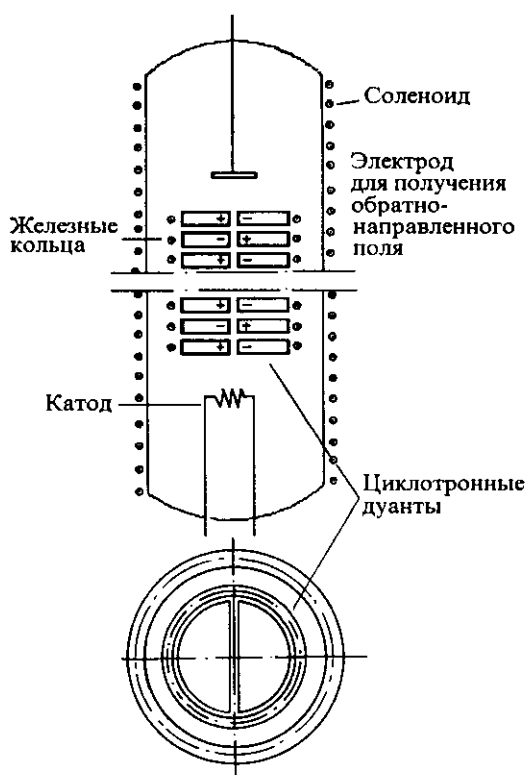 Соленоид
Электрод
для получения
обратно-
направленного
поля
Железные
кольца
+ −
− +
+ −
+ −
− +
+ −
Катод
Циклотронные
дуанты